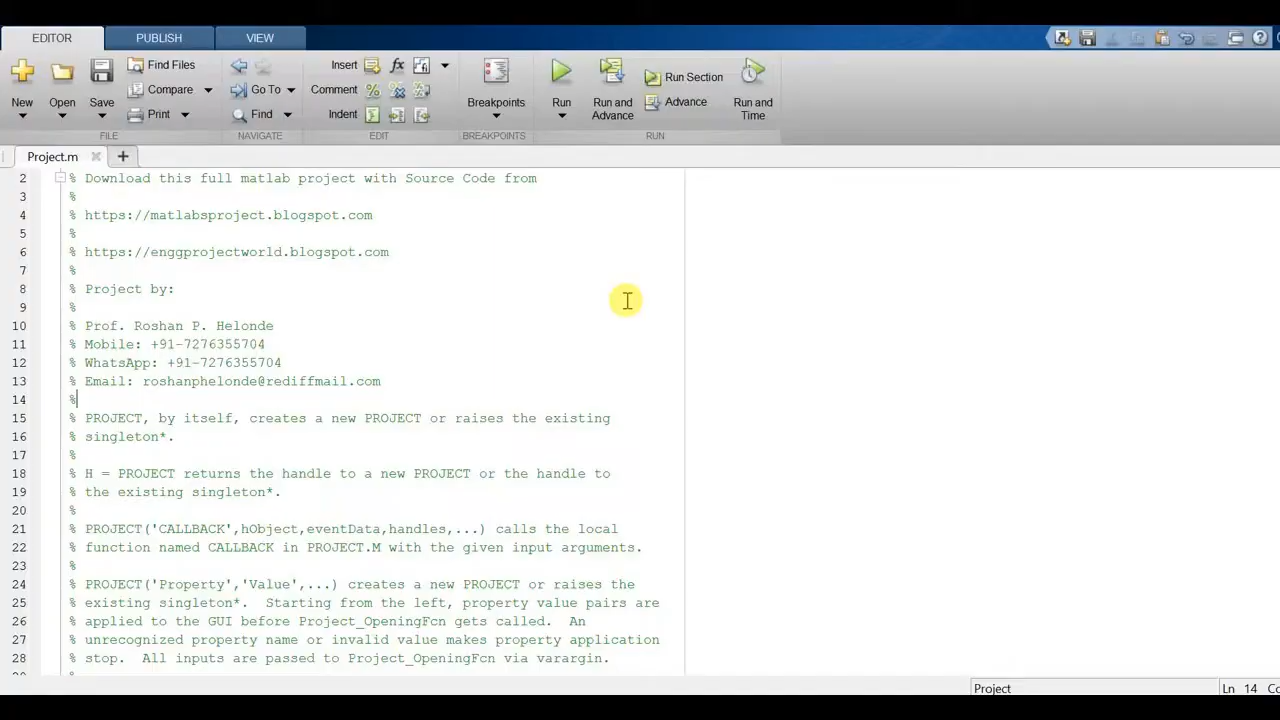 EDITOR PUBLISH VIEW
New Open Save Find Files Compare Print
Go To Find
Insert Comment Indent
Breakpoints
Run Run and Advance Run Section Advance Run and Time
FILE NAVIGATE EDIT BREAKPOINTS RUN
Project.m
2 % Download this full matlab project with Source Code from
3 %
4 % https://matlabsproject.blogspot.com
5 %
6 % https://enggprojectworld.blogspot.com
7 %
8 % Project by:
9 %
10 % Prof. Roshan P. Helonde
11 % Mobile: +91-7276355704
12 % WhatsApp: +91-7276355704
13 % Email: roshanphelonde@rediffmail.com
14 %
15 % PROJECT, by itself, creates a new PROJECT or raises the existing
16 % singleton*.
17 %
18 % H = PROJECT returns the handle to a new PROJECT or the handle to
19 % the existing singleton*.
20 %
21 % PROJECT('CALLBACK',hObject,eventData,handles,...) calls the local
22 % function named CALLBACK in PROJECT.M with the given input arguments.
23 %
24 % PROJECT('Property','Value',...) creates a new PROJECT or raises the
25 % existing singleton*. Starting from the left, property value pairs are
26 % applied to the GUI before Project_OpeningFcn gets called. An
27 % unrecognized property name or invalid value makes property application
28 % stop. All inputs are passed to Project_OpeningFcn via varargin.
Project Ln 14